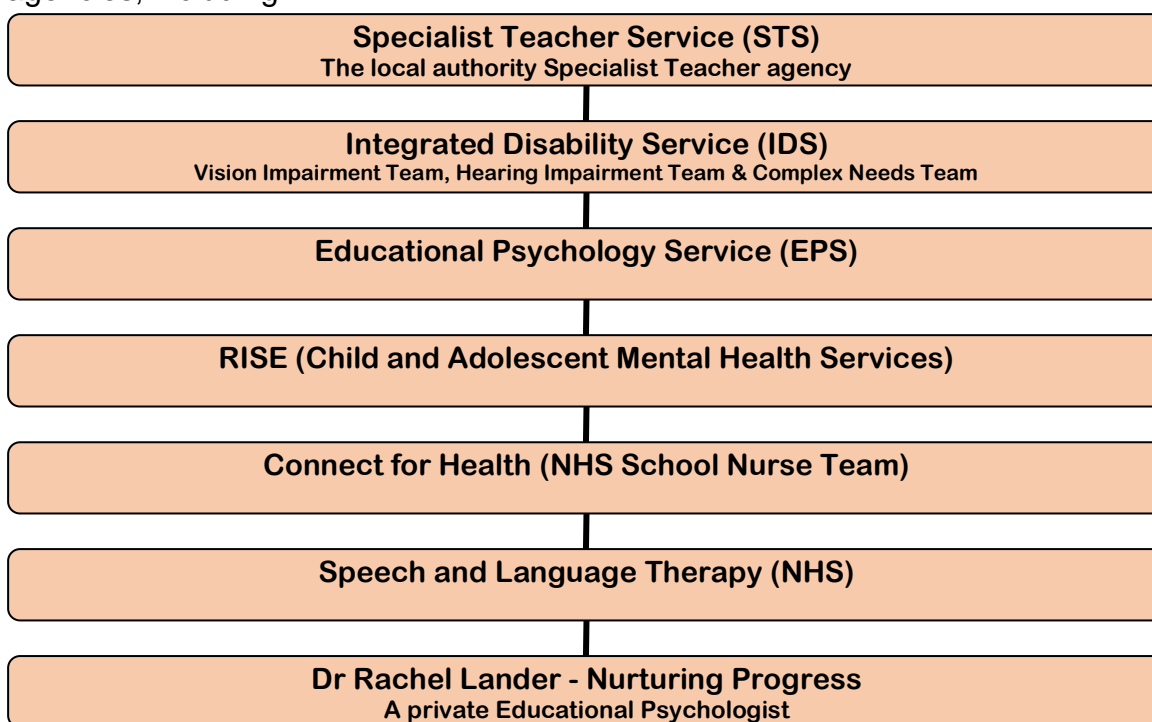 Specialist Teacher Service (STS)
The local authority Specialist Teacher agency
Integrated Disability Service (IDS)
Vision Impairment Team, Hearing Impairment Team & Complex Needs Team
Educational Psychology Service (EPS)
RISE (Child and Adolescent Mental Health Services)
Connect for Health (NHS School Nurse Team)
Speech and Language Therapy (NHS)
Dr Rachel Lander - Nurturing Progress
A private Educational Psychologist